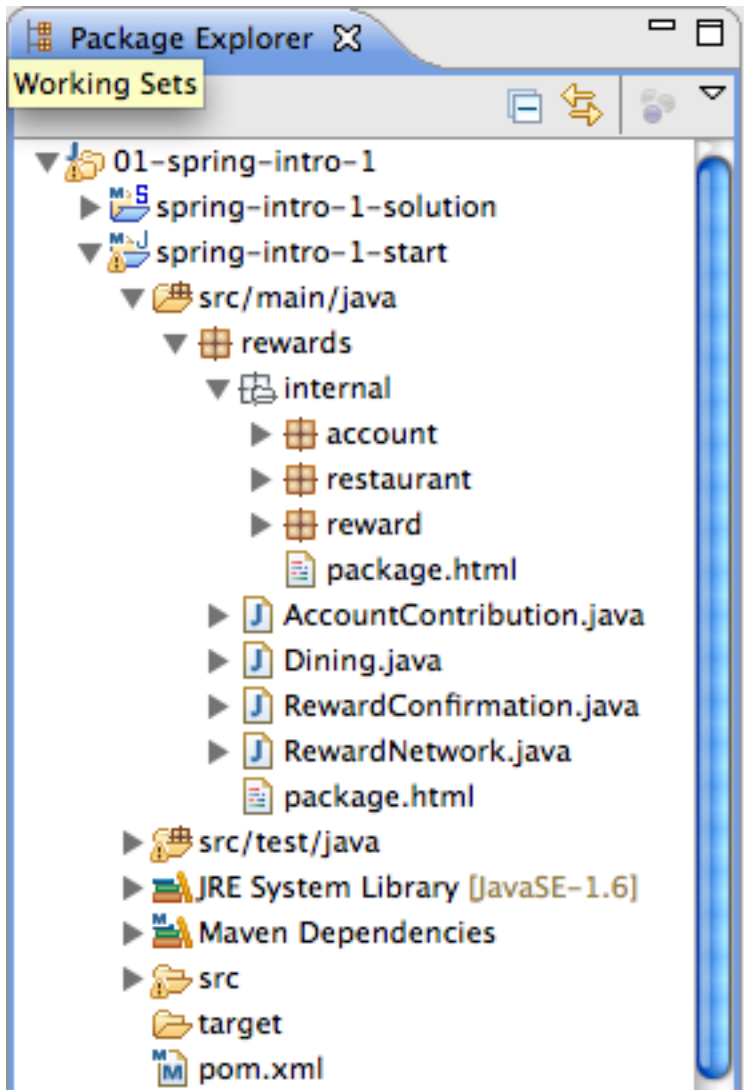 Package Explorer
Working Sets
01-spring-intro-1
spring-intro-1-solution
spring-intro-1-start
src/main/java
rewards
internal
account
restaurant
reward
package.html
AccountContribution.java
Dining.java
RewardConfirmation.java
RewardNetwork.java
package.html
src/test/java
JRE System Library [JavaSE-1.6]
Maven Dependencies
src
target
pom.xml